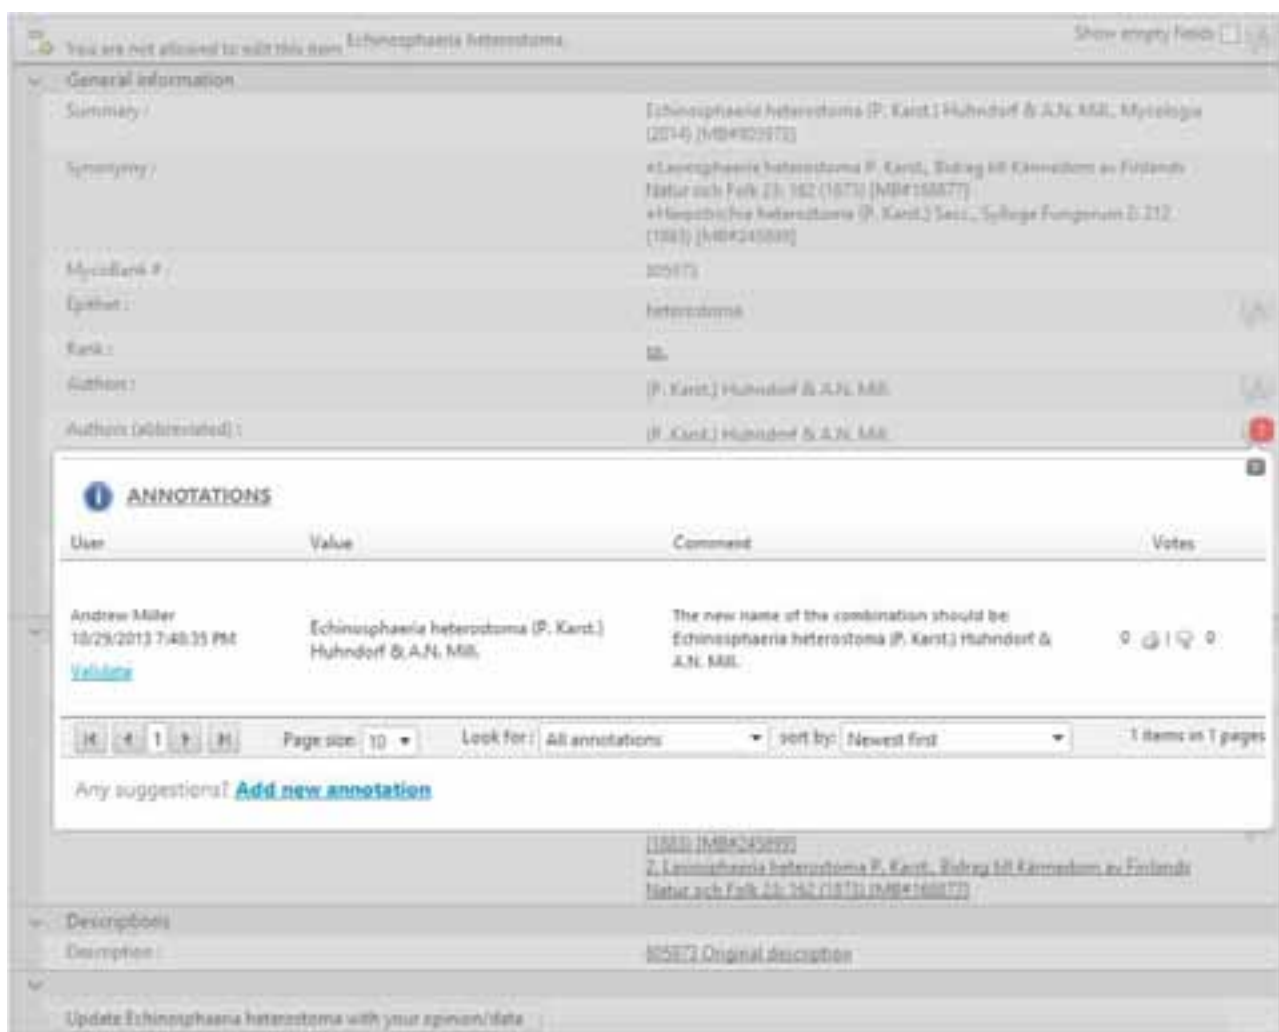 You are not allowed to edit this item Echinosphaeria heterostoma
Show empty fields
General information
Summary :
Echinosphaeria heterostoma (P. Karst.) Huhndorf & A.N. Mill., Mycologia
(2014) [MB#805973]
Synonymy :
Lasiosphaeria heterostoma P. Karst., Bidrag till Kännedom av Finlands
Natur och Folk 23: 162 (1873) [MB#168877]
heterostoma (P. Karst.) Sacc., Sylloge Fungorum 2: 212
(1883) [MB#245899]
MycoBank # :
805973
Epithet :
heterostoma
Rank :
sp.
Authors :
(P. Karst.) Huhndorf & A.N. Mill.
Authors (abbreviated) :
(P. Karst.) Huhndorf & A.N. Mill.
ANNOTATIONS
User Value Comment Votes
Andrew Miller
10/29/2013 7:48:35 PM
Validate
Echinosphaeria heterostoma (P. Karst.)
Huhndorf & A.N. Mill.
The new name of the combination should be:
Echinosphaeria heterostoma (P. Karst.) Huhndorf &
A.N. Mill.
0 | 0
1 Page size: 10 Look for : All annotations sort by: Newest first 1 items in 1 pages
Any suggestions? Add new annotation
(1883) [MB#245899]
2. Lasiosphaeria heterostoma P. Karst., Bidrag till Kännedom av Finlands
Natur och Folk 23: 162 (1873) [MB#168877]
Descriptions
Description :
805973 Original description
Update Echinosphaeria heterostoma with your opinion/data